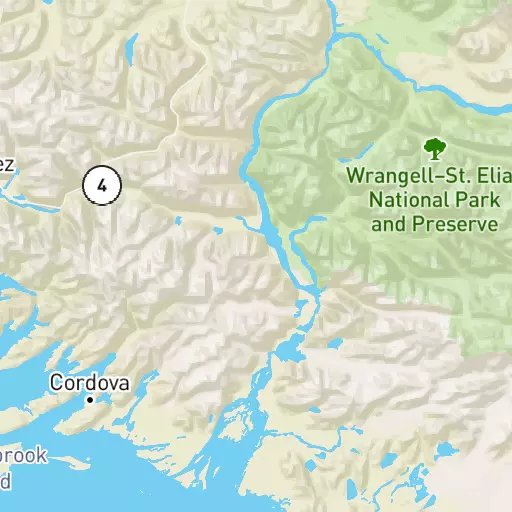 ez
4
Wrangell–St. Elia
National Park
and Preserve
Cordova
brook
d